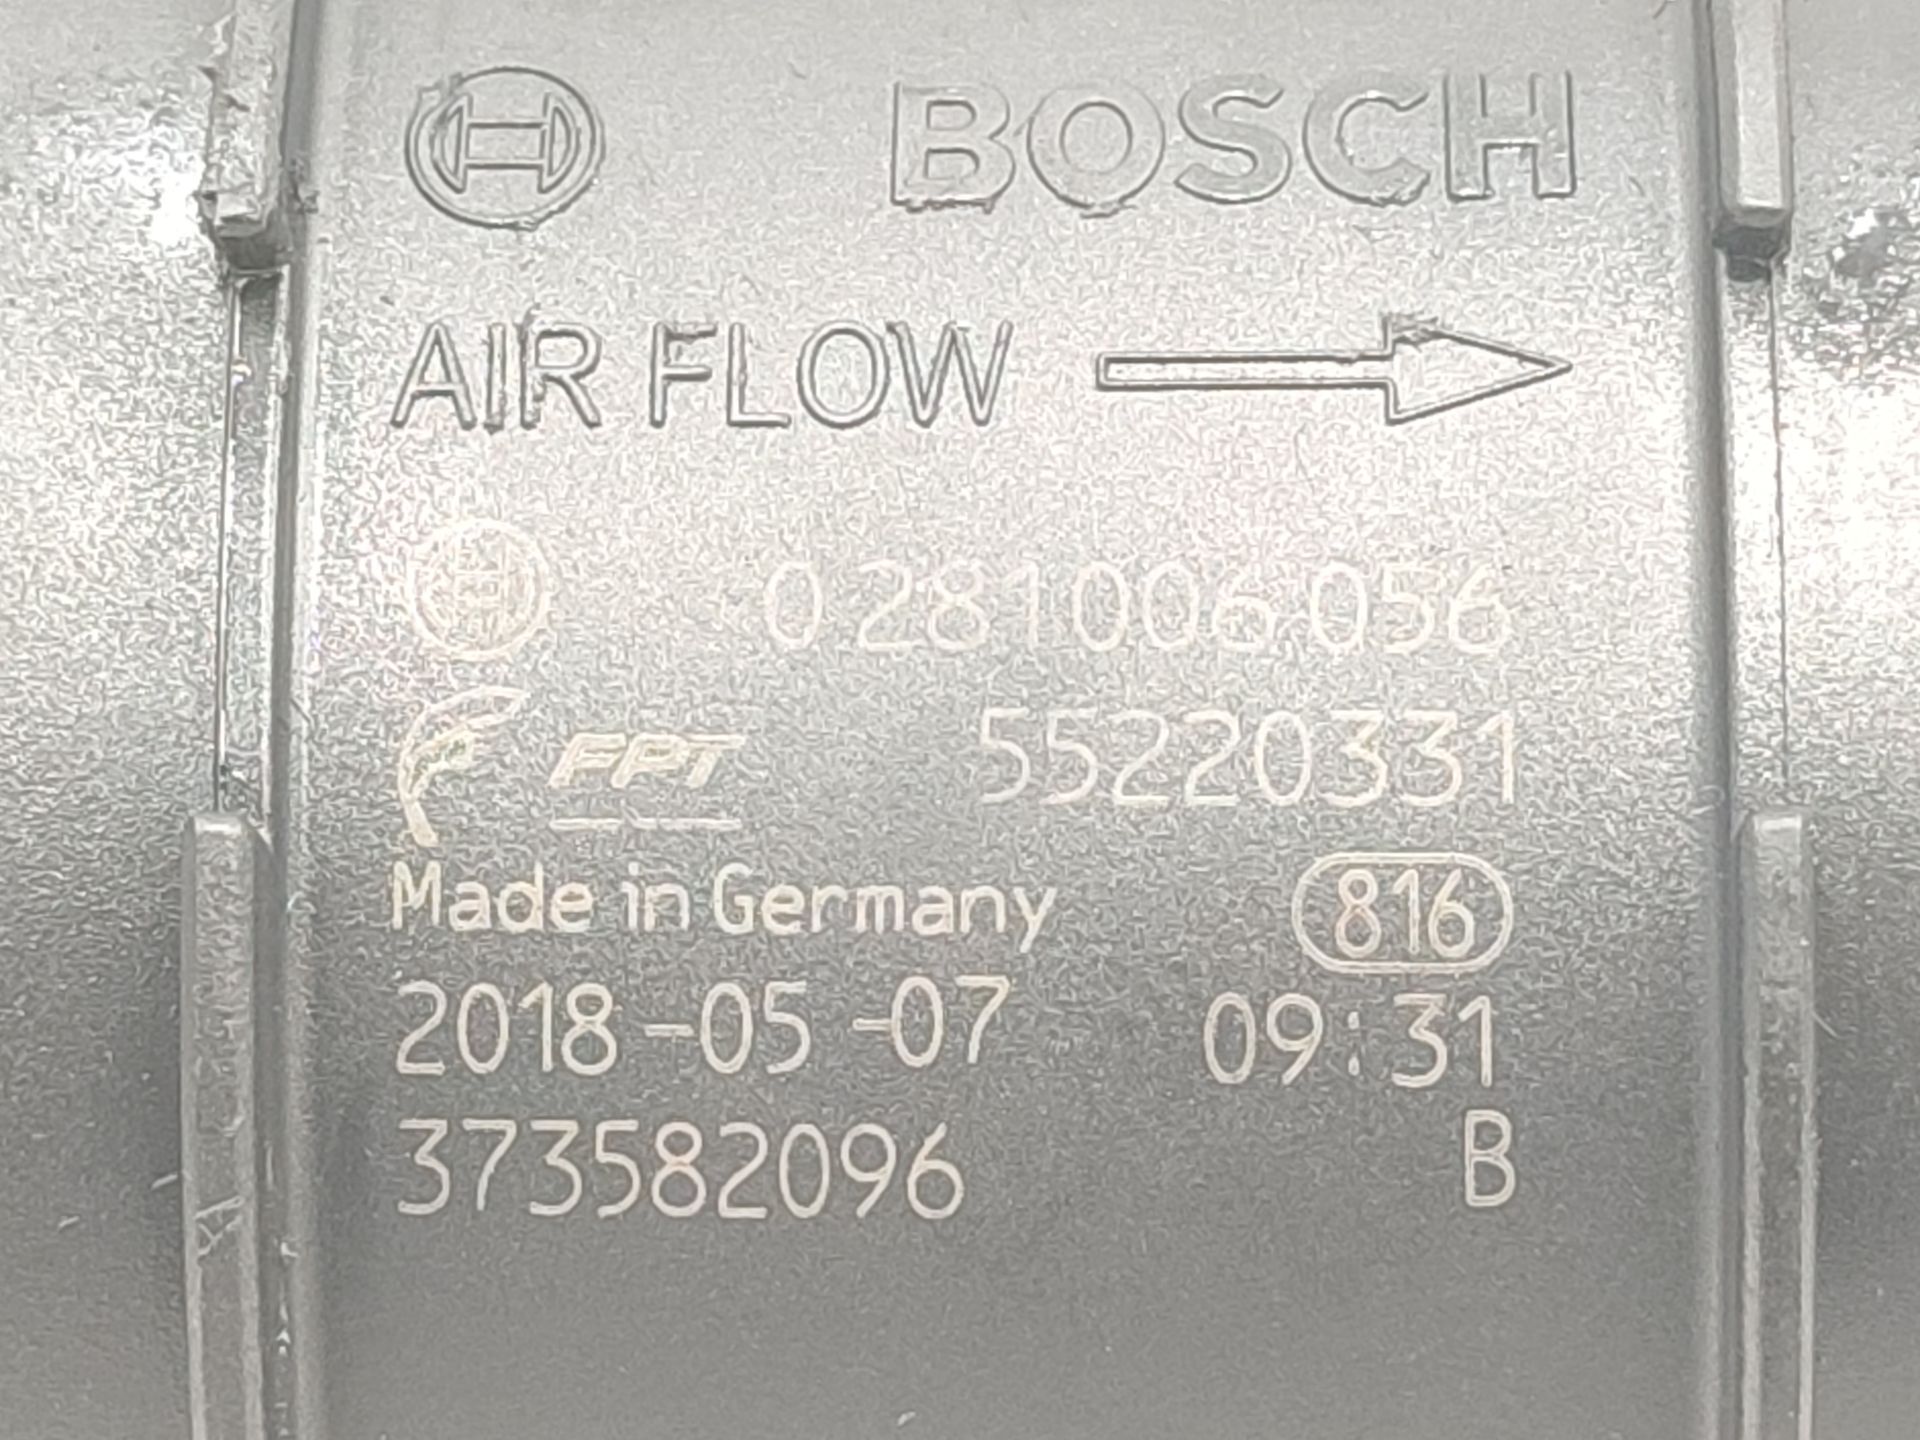 BOSCH
AIR FLOW
0 281 006 056
FPT 55220331
Made in Germany 816
2018-05-07 09:31
373582096 B